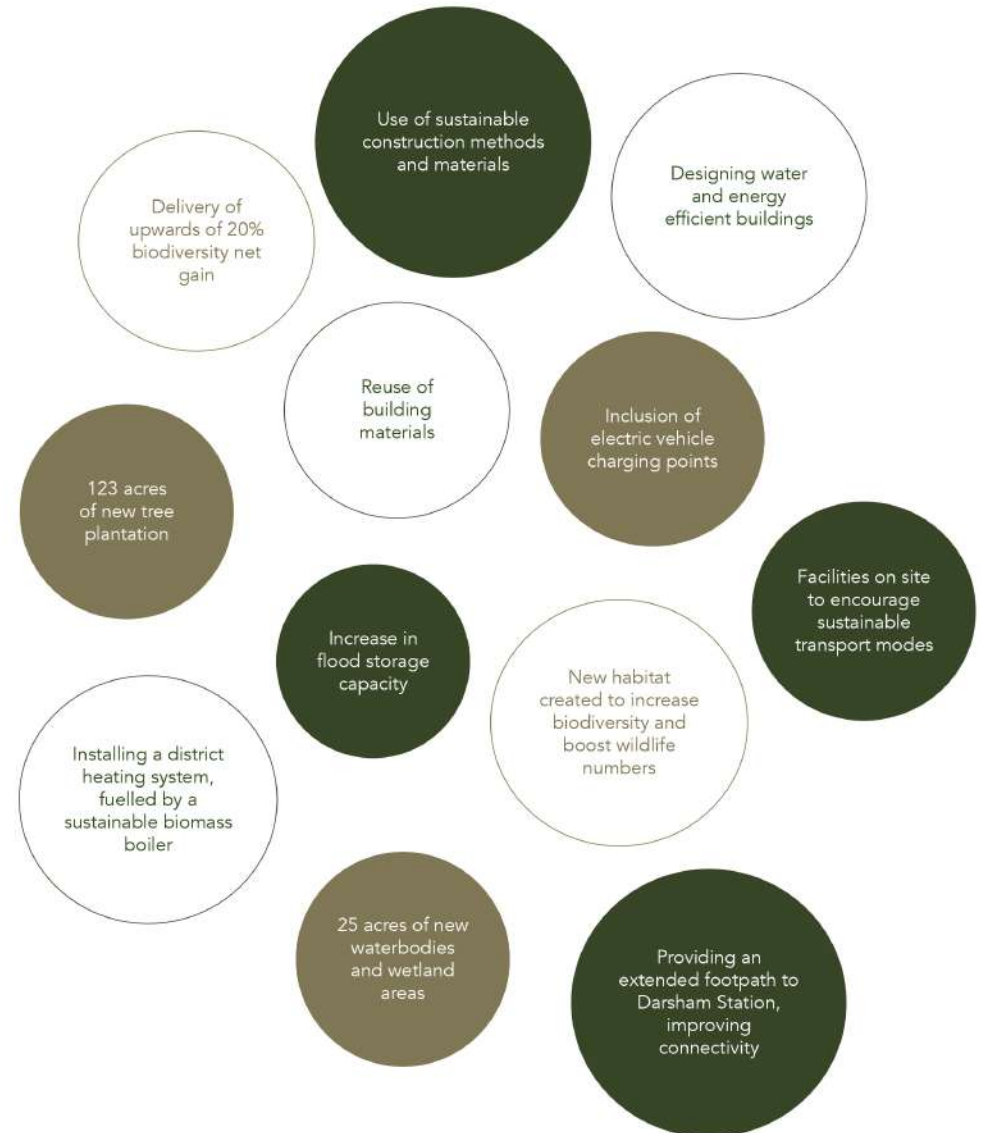 Use of sustainable
construction methods
and materials
Designing water
and energy
efficient buildings
Delivery of
upwards of 20%
biodiversity net
gain
Reuse of
building
materials
Inclusion of
electric vehicle
charging points
123 acres
of new tree
plantation
Facilities on site
to encourage
sustainable
transport modes
Increase in
flood storage
capacity
New habitat
created to increase
biodiversity and
boost wildlife
numbers
Installing a district
heating system,
fuelled by a
sustainable biomass
boiler
25 acres of new
waterbodies
and wetland
areas
Providing an
extended footpath to
Darsham Station,
improving
connectivity